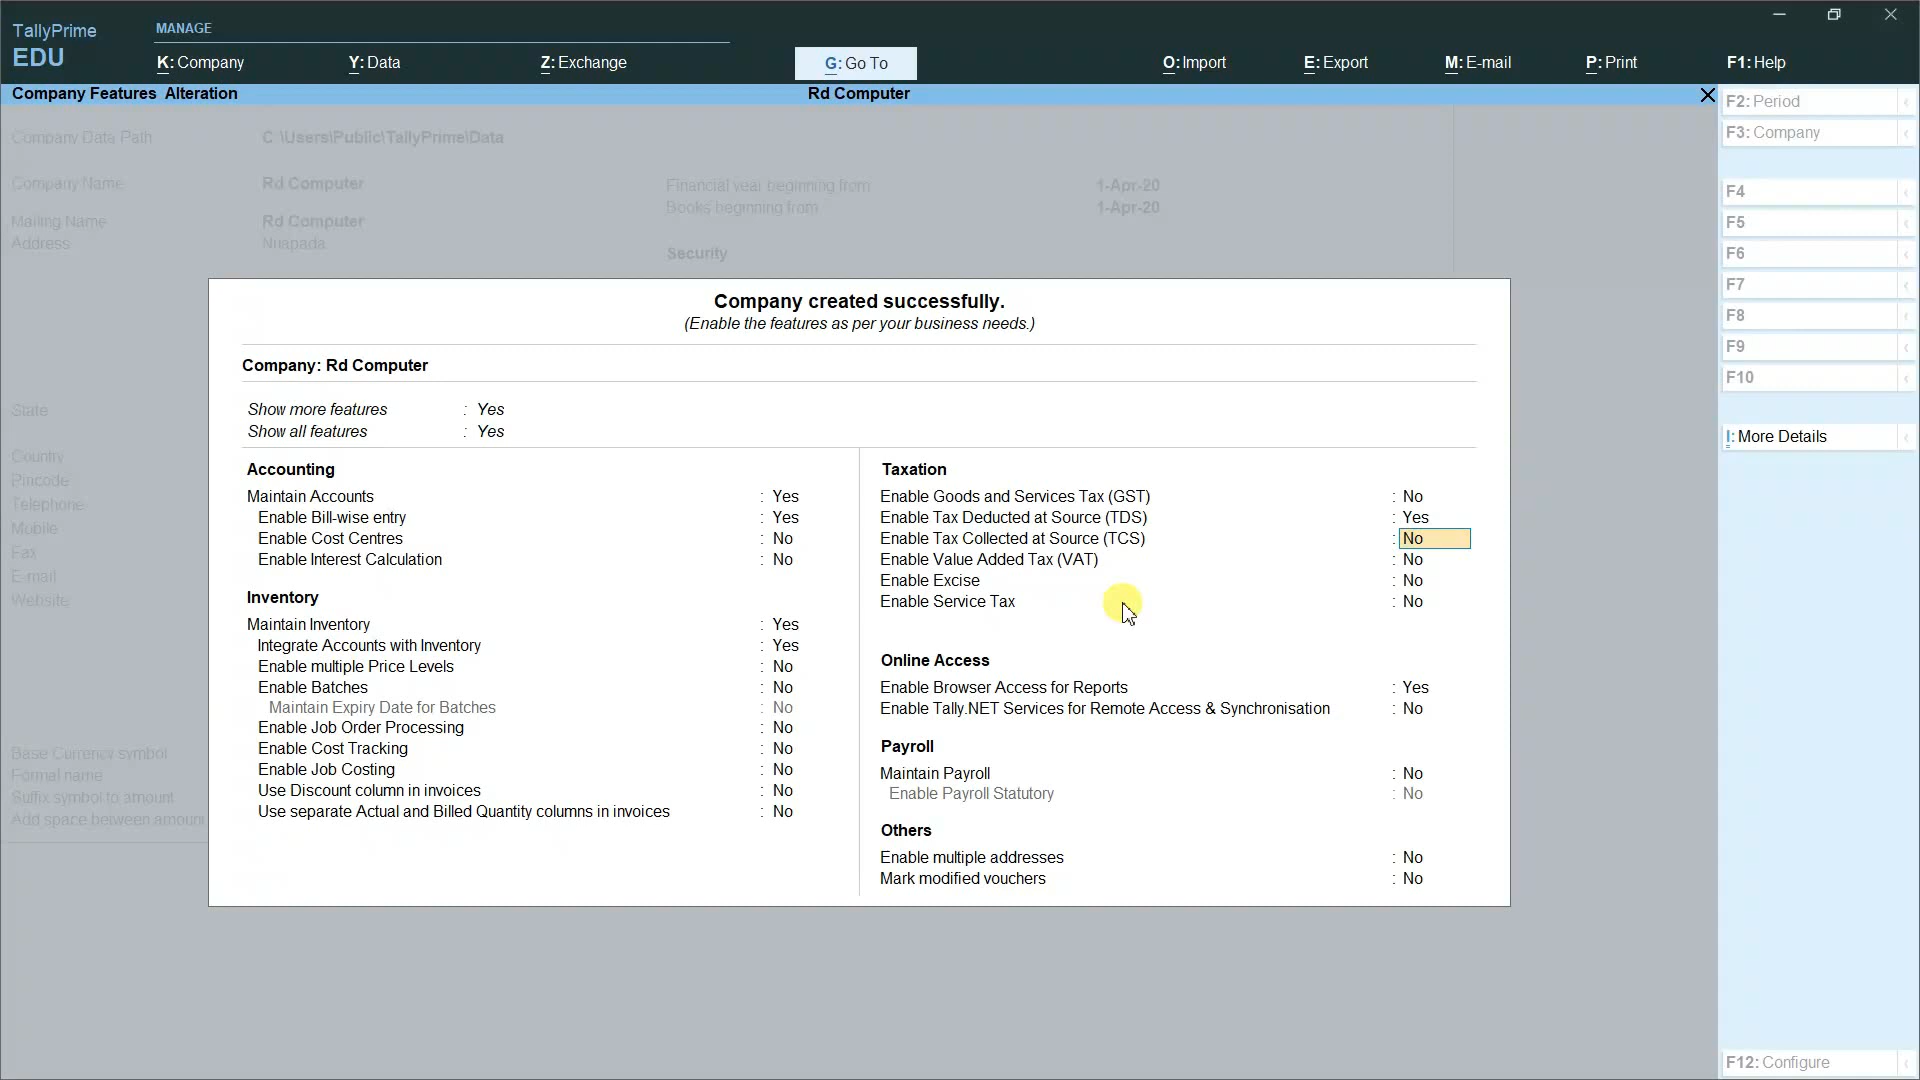 TallyPrime
EDU
MANAGE
K: Company
Y: Data
Z: Exchange
G: Go To
O: Import
E: Export
M: E-mail
P: Print
F1: Help
Company Features Alteration
Rd Computer
F2: Period
F3: Company
F4
F5
F6
F7
F8
F9
F10
I: More Details
F12: Configure
Company Data Path C:\Users\Public\TallyPrime\Data
Company Name Rd Computer
Mailing Name Rd Computer
Address Nuapada
Financial year beginning from 1-Apr-20
Books beginning from 1-Apr-20
Security
State
Country
Pincode
Telephone
Mobile
Fax
E-mail
Website
Base Currency symbol
Formal name
Suffix symbol to amount
Add space between amount
Company created successfully.
(Enable the features as per your business needs.)
Company: Rd Computer
Show more features : Yes
Show all features : Yes
Accounting
Maintain Accounts : Yes
Enable Bill-wise entry : Yes
Enable Cost Centres : No
Enable Interest Calculation : No
Inventory
Maintain Inventory : Yes
Integrate Accounts with Inventory : Yes
Enable multiple Price Levels : No
Enable Batches : No
Maintain Expiry Date for Batches : No
Enable Job Order Processing : No
Enable Cost Tracking : No
Enable Job Costing : No
Use Discount column in invoices : No
Use separate Actual and Billed Quantity columns in invoices : No
Taxation
Enable Goods and Services Tax (GST) : No
Enable Tax Deducted at Source (TDS) : Yes
Enable Tax Collected at Source (TCS) : No
Enable Value Added Tax (VAT) : No
Enable Excise : No
Enable Service Tax : No
Online Access
Enable Browser Access for Reports : Yes
Enable Tally.NET Services for Remote Access & Synchronisation : No
Payroll
Maintain Payroll : No
Enable Payroll Statutory : No
Others
Enable multiple addresses : No
Mark modified vouchers : No